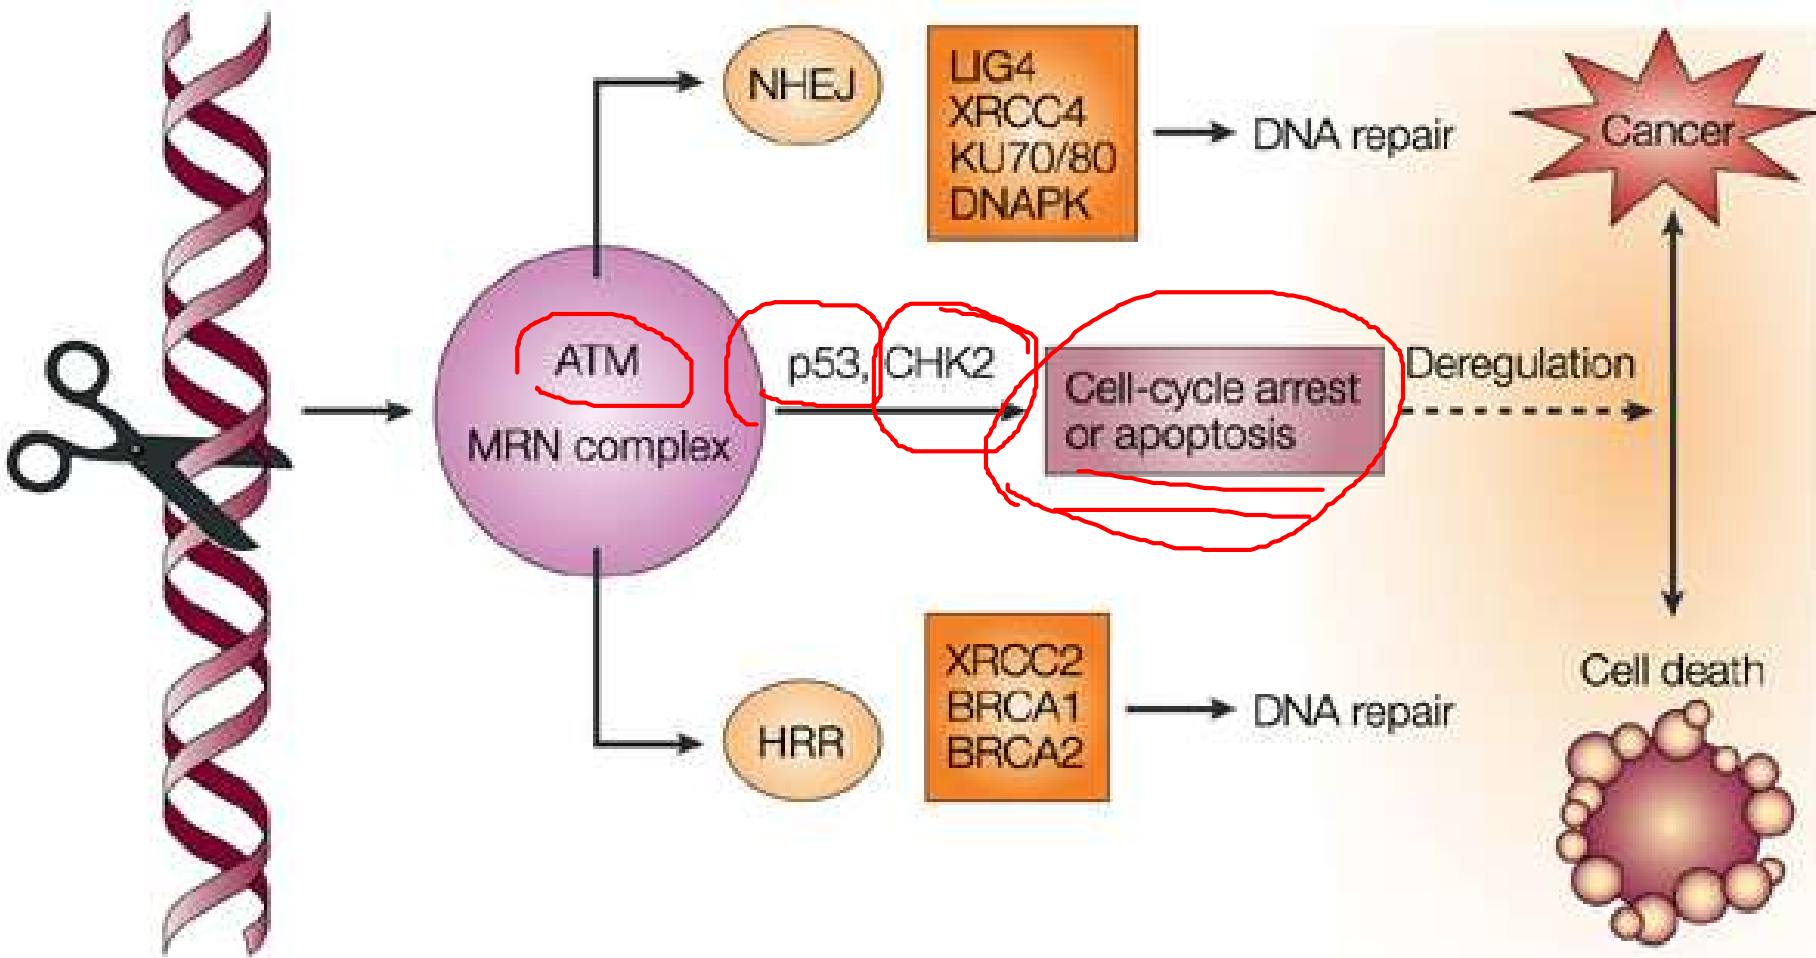 NHEJ
LIG4
XRCC4
KU70/80
DNAPK
DNA repair
Cancer
ATM
MRN complex
p53, CHK2
Cell-cycle arrest
or apoptosis
Deregulation
HRR
XRCC2
BRCA1
BRCA2
DNA repair
Cell death